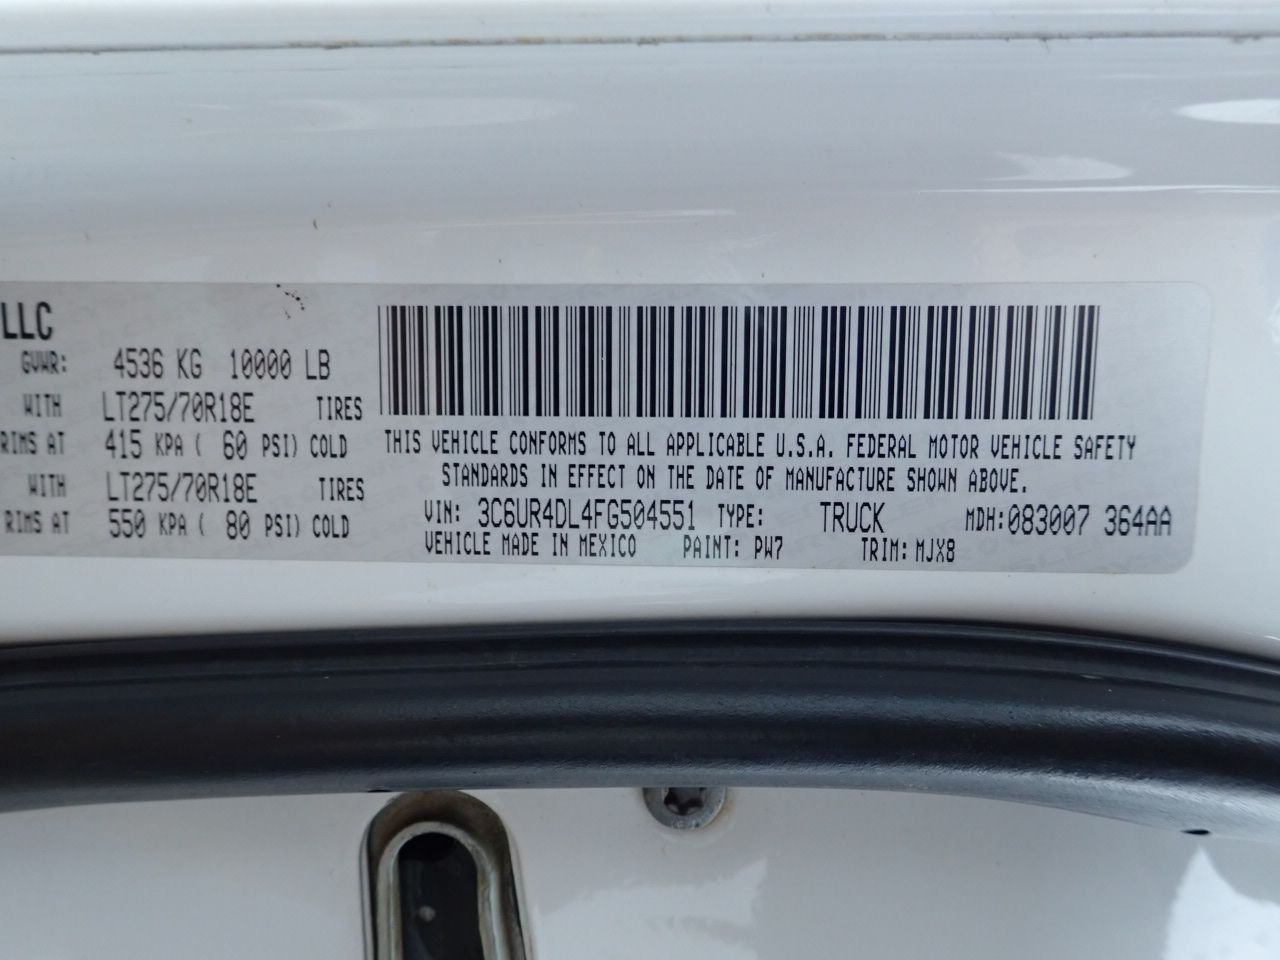 LLC
GVWR: 4536 KG 10000 LB
WITH LT275/70R18E TIRES
RIMS AT 415 KPA ( 60 PSI) COLD
WITH LT275/70R18E TIRES
RIMS AT 550 KPA ( 80 PSI) COLD
THIS VEHICLE CONFORMS TO ALL APPLICABLE U.S.A. FEDERAL MOTOR VEHICLE SAFETY
STANDARDS IN EFFECT ON THE DATE OF MANUFACTURE SHOWN ABOVE.
VIN: 3C6UR4DL4FG504551 TYPE: TRUCK MDH:083007 364AA
VEHICLE MADE IN MEXICO PAINT: PW7 TRIM: MJX8